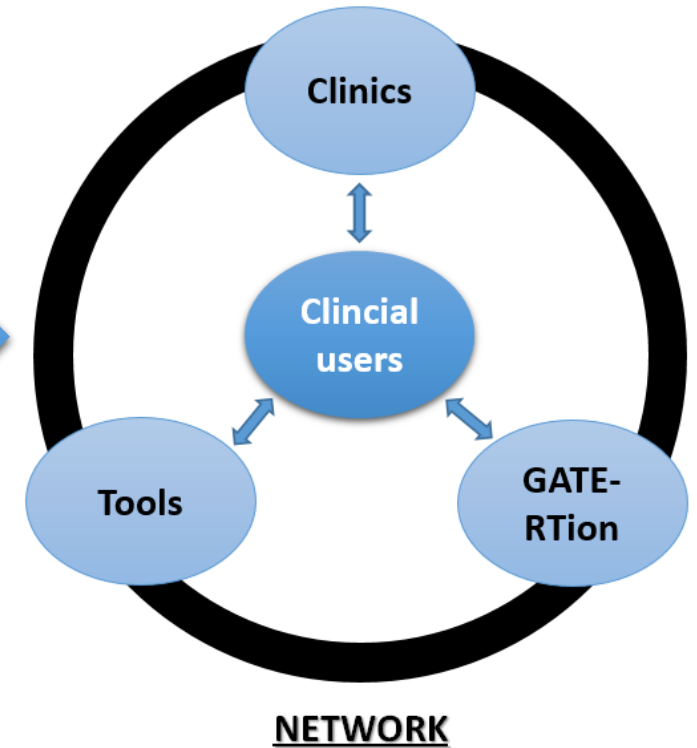 Clinics
Clincial
users
Tools
GATE-
RTion
NETWORK